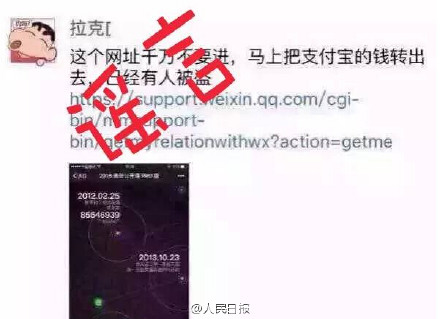 拉克[
这个网址千万不要进，马上把支付宝的钱转出
去，已经有人被盗
https://support.weixin.qq.com/cgi-
bin/mmsupport-
bin/getmyrelationwithwx?action=getme
谣言
2012.02.25
85546939
2013.10.23
@人民日报